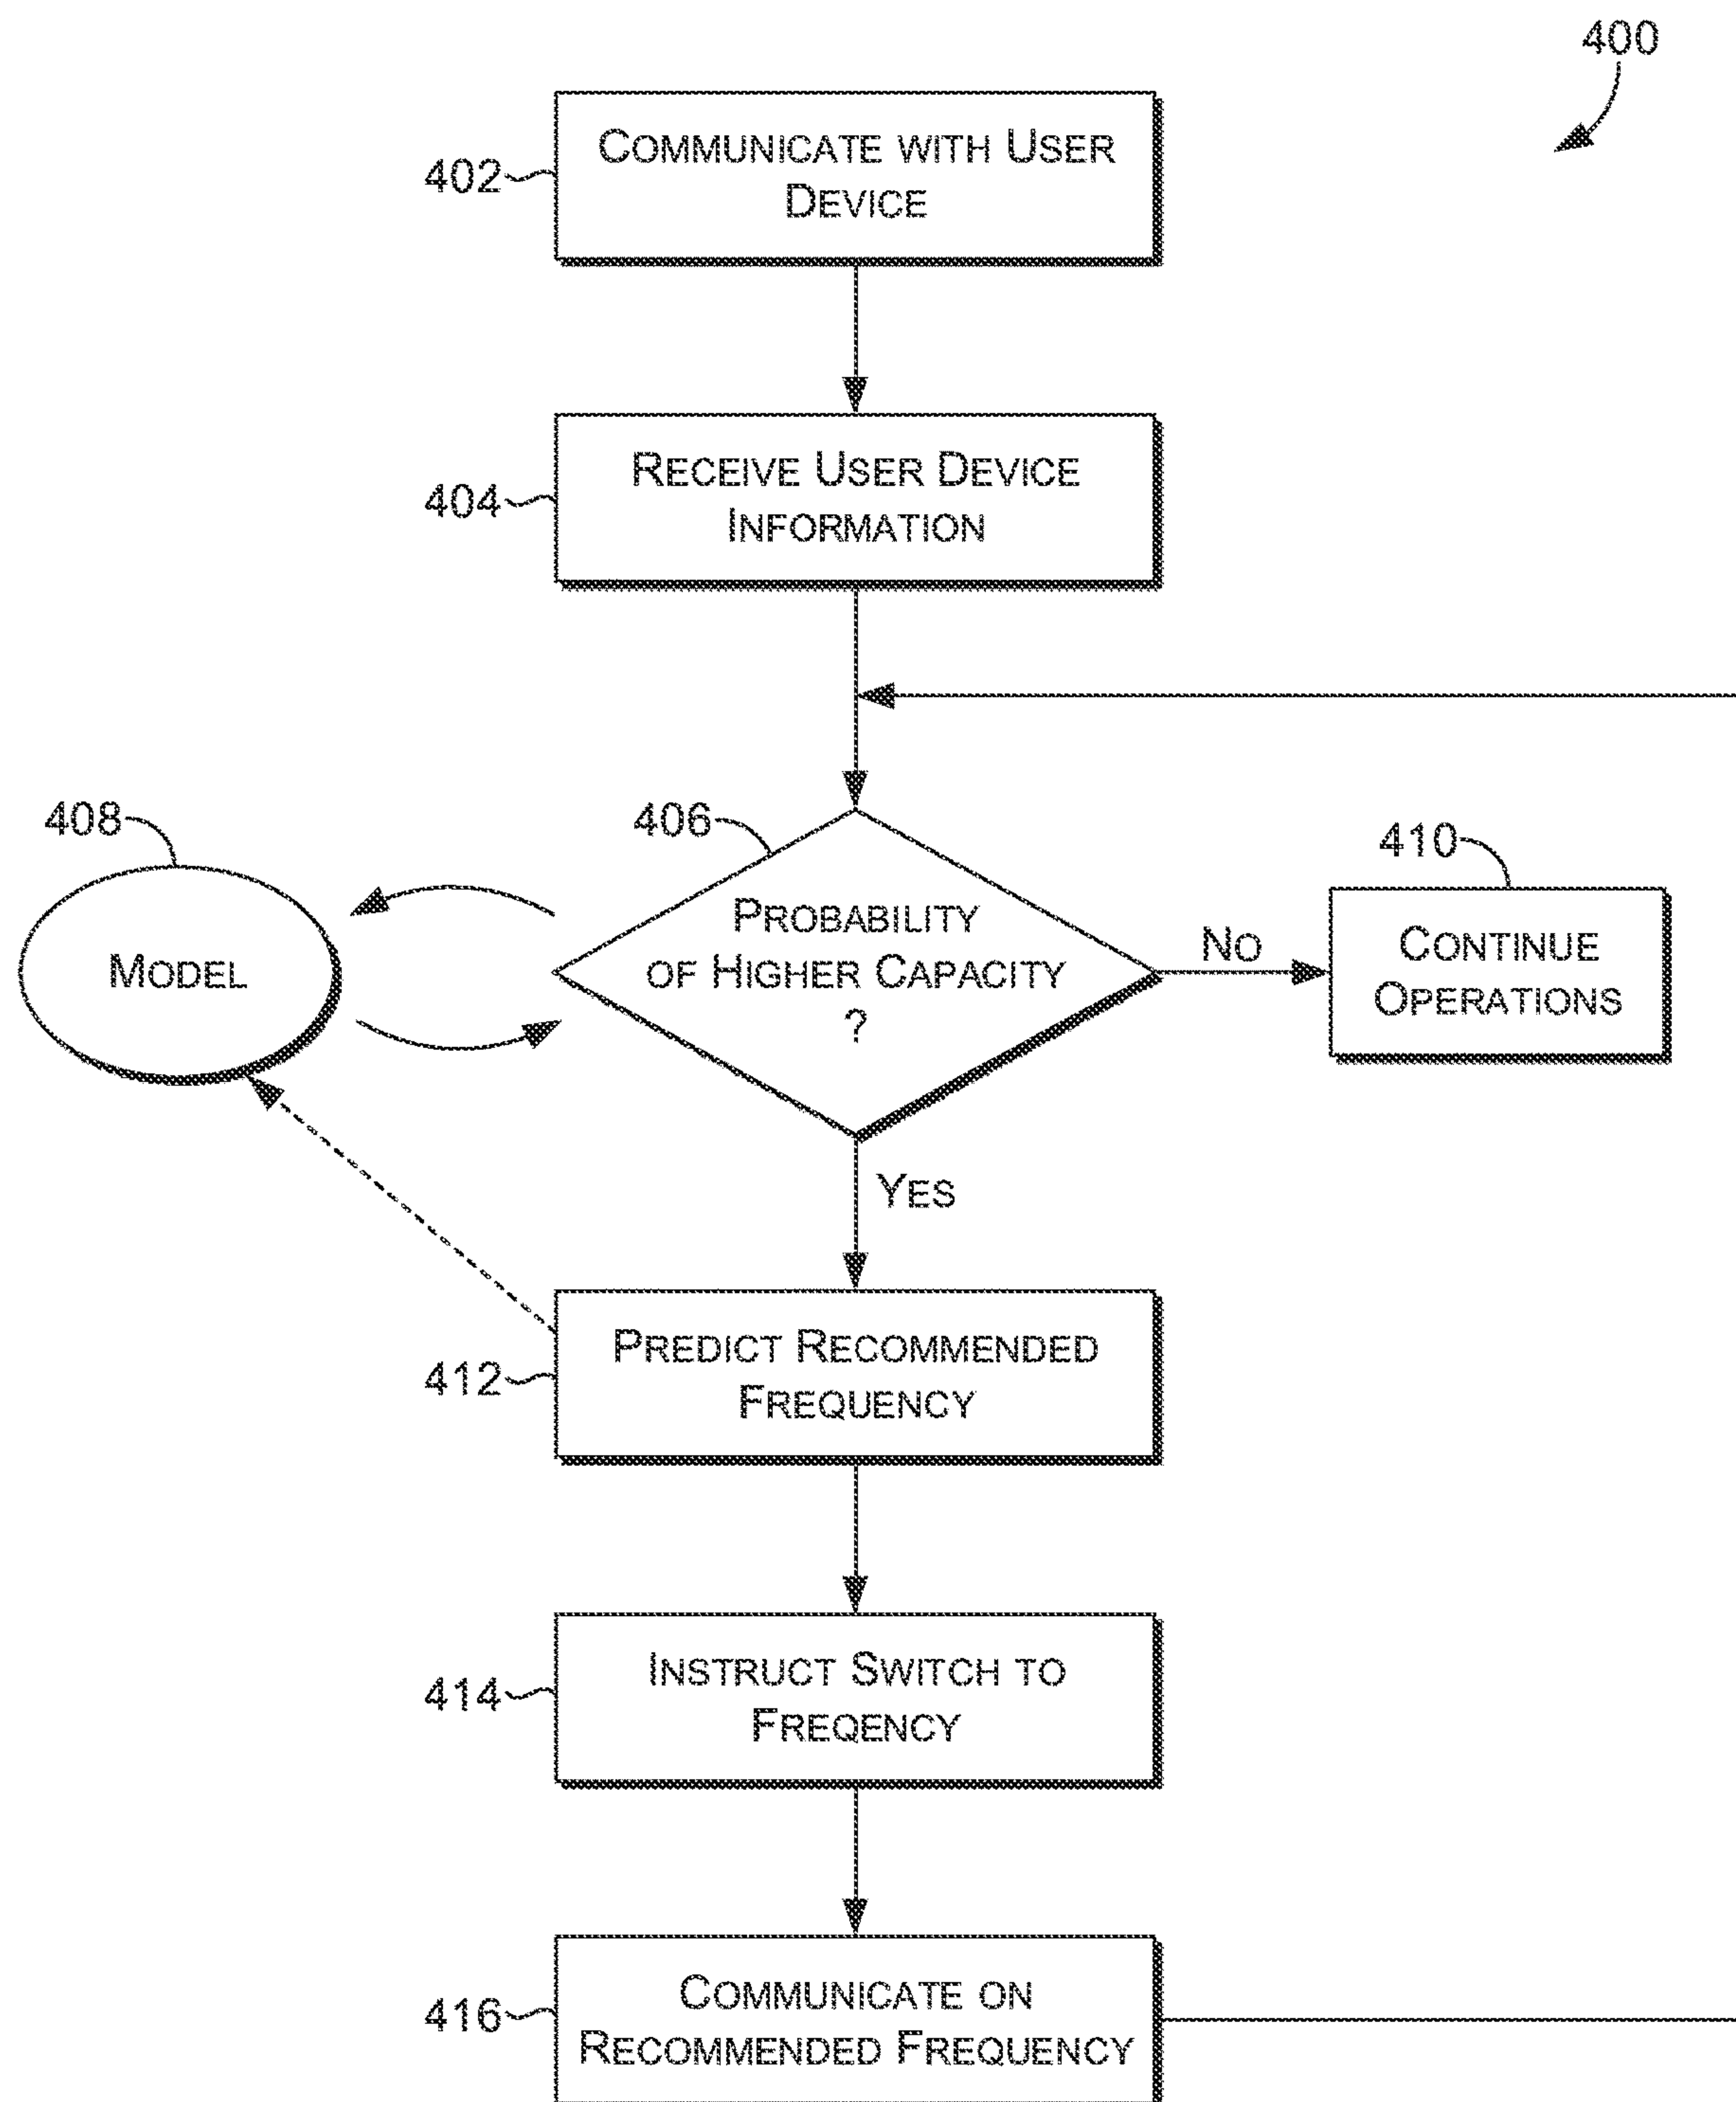 400
402
COMMUNICATE WITH USER
DEVICE
404
RECEIVE USER DEVICE
INFORMATION
408
MODEL
406
PROBABILITY
OF HIGHER CAPACITY
?
NO
410
CONTINUE
OPERATIONS
YES
412
PREDICT RECOMMENDED
FREQUENCY
414
INSTRUCT SWITCH TO
FREQENCY
416
COMMUNICATE ON
RECOMMENDED FREQUENCY